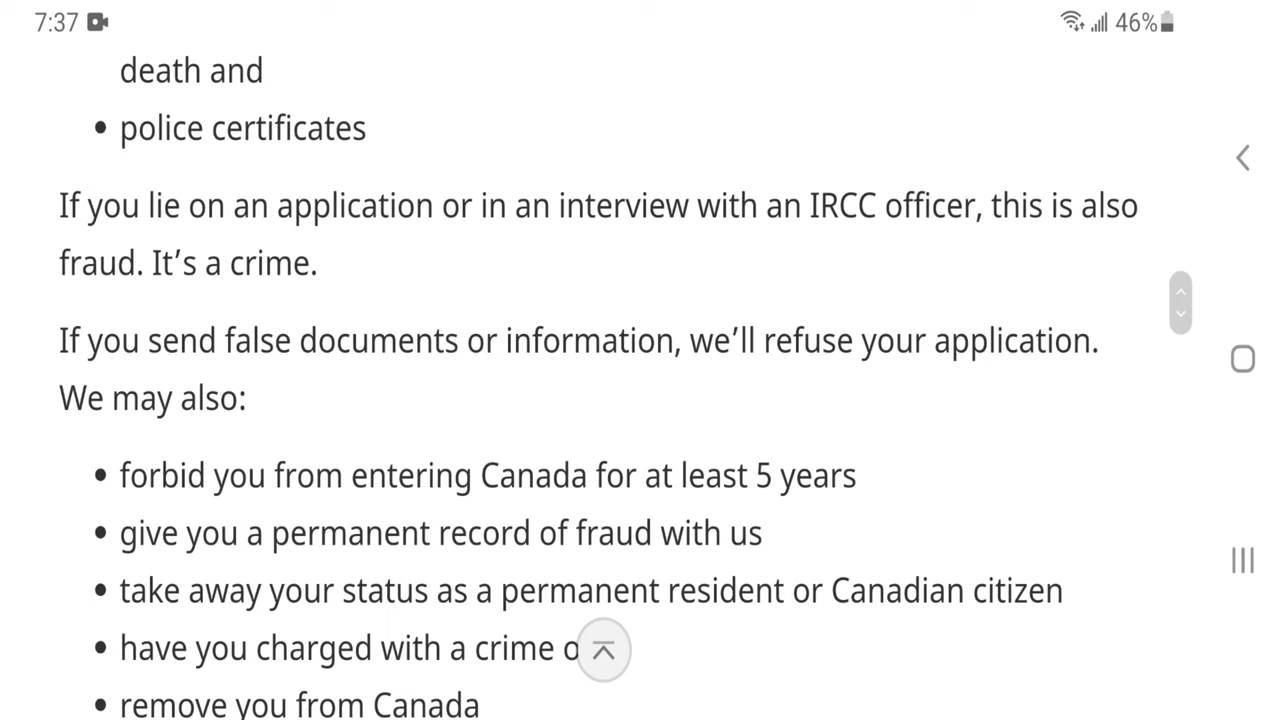 7:37 46%
death and
• police certificates
If you lie on an application or in an interview with an IRCC officer, this is also
fraud. It’s a crime.
If you send false documents or information, we’ll refuse your application.
We may also:
• forbid you from entering Canada for at least 5 years
• give you a permanent record of fraud with us
• take away your status as a permanent resident or Canadian citizen
• have you charged with a crime
• remove you from Canada